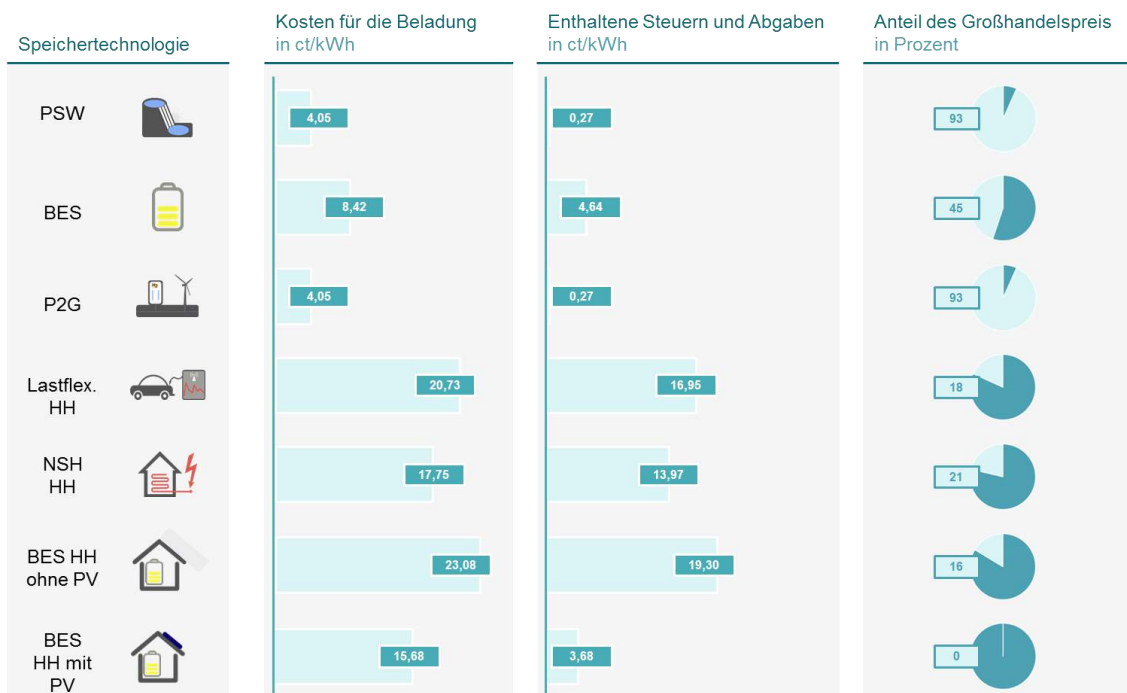 Speichertechnologie
Kosten für die Beladung
in ct/kWh
Enthaltene Steuern und Abgaben
in ct/kWh
Anteil des Großhandelspreis
in Prozent
PSW
4,05
0,27
93
BES
8,42
4,64
45
P2G
4,05
0,27
93
Lastflex.
HH
20,73
16,95
18
NSH
HH
17,75
13,97
21
BES HH
ohne PV
23,08
19,30
16
BES
HH mit
PV
15,68
3,68
0